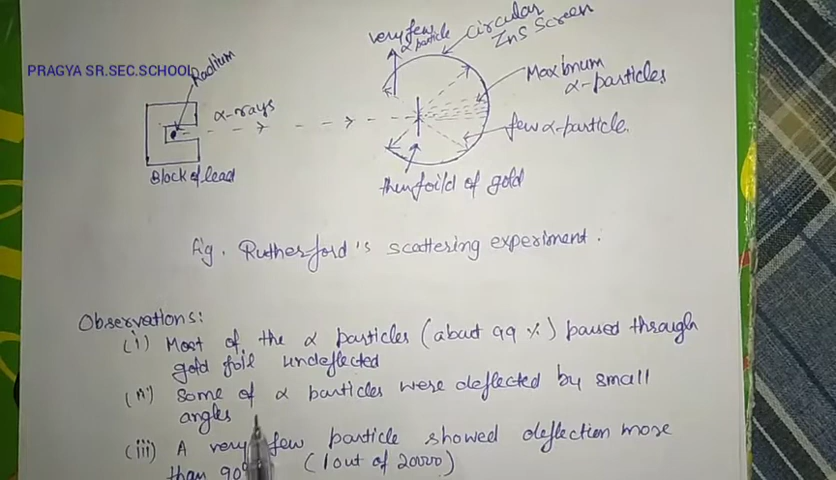 very few
α particle
circular
ZnS Screen
PRAGYA SR.SEC.SCHOOL
Radium
Maximum
α-particles
α-rays
few α-particle.
Block of lead
then foild of gold
fig. Rutherford's scattering experiment.
Observations:
(i) Most of the α particles (about 99 %) passed through
gold foil undeflected
(ii) Some of α particles were deflected by small
angles
(iii) A very few particle showed deflection more
than 90° (1 out of 20000)